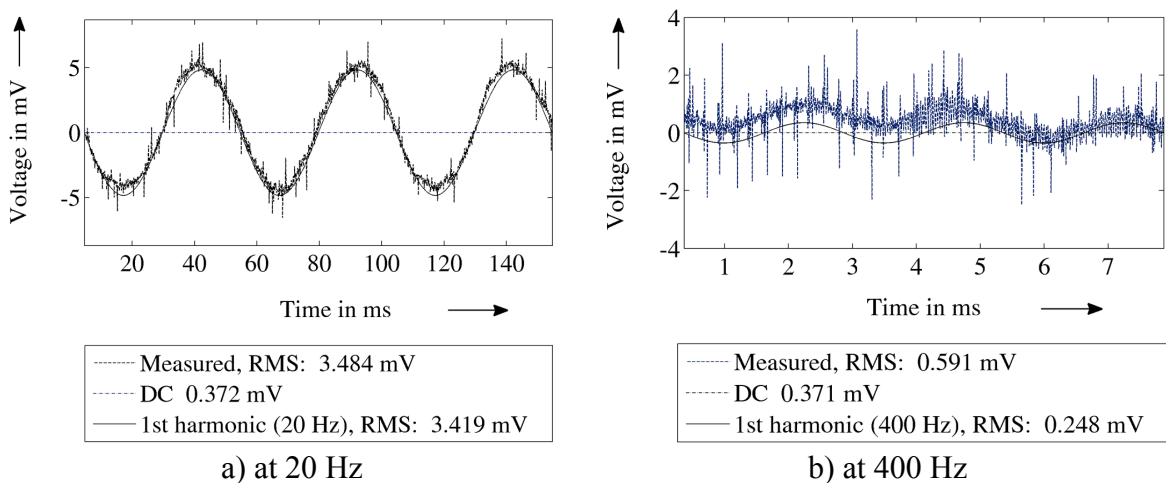 Voltage in mV
5
0
-5
20 40 60 80 100 120 140
Time in ms
Measured, RMS: 3.484 mV
DC 0.372 mV
1st harmonic (20 Hz), RMS: 3.419 mV
a) at 20 Hz
Voltage in mV
4
2
0
-2
-4
1 2 3 4 5 6 7
Time in ms
Measured, RMS: 0.591 mV
DC 0.371 mV
1st harmonic (400 Hz), RMS: 0.248 mV
b) at 400 Hz